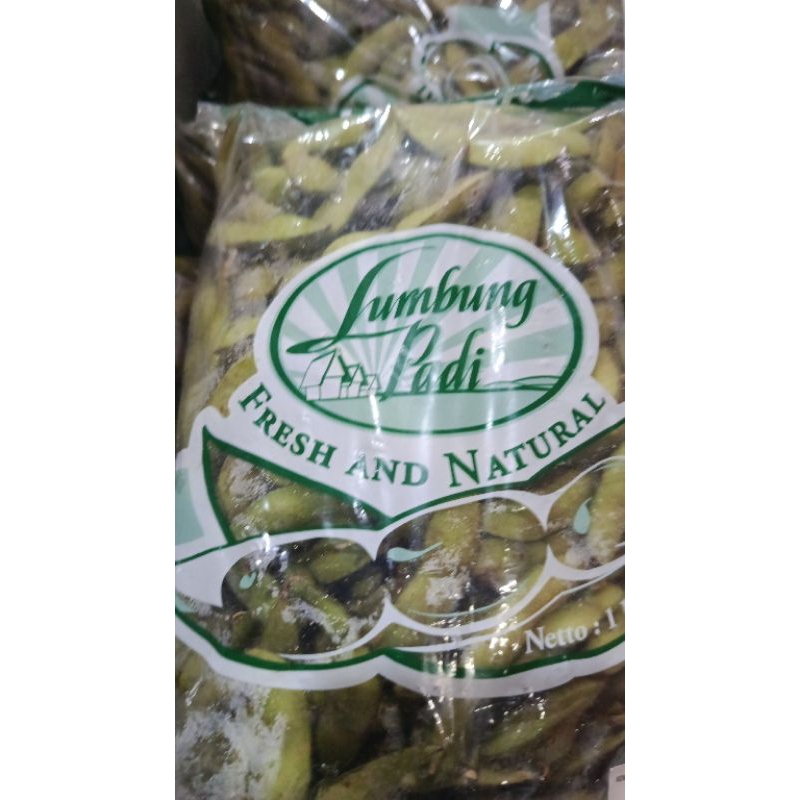 Lumbung
Padi
FRESH AND NATURAL
Netto : 1